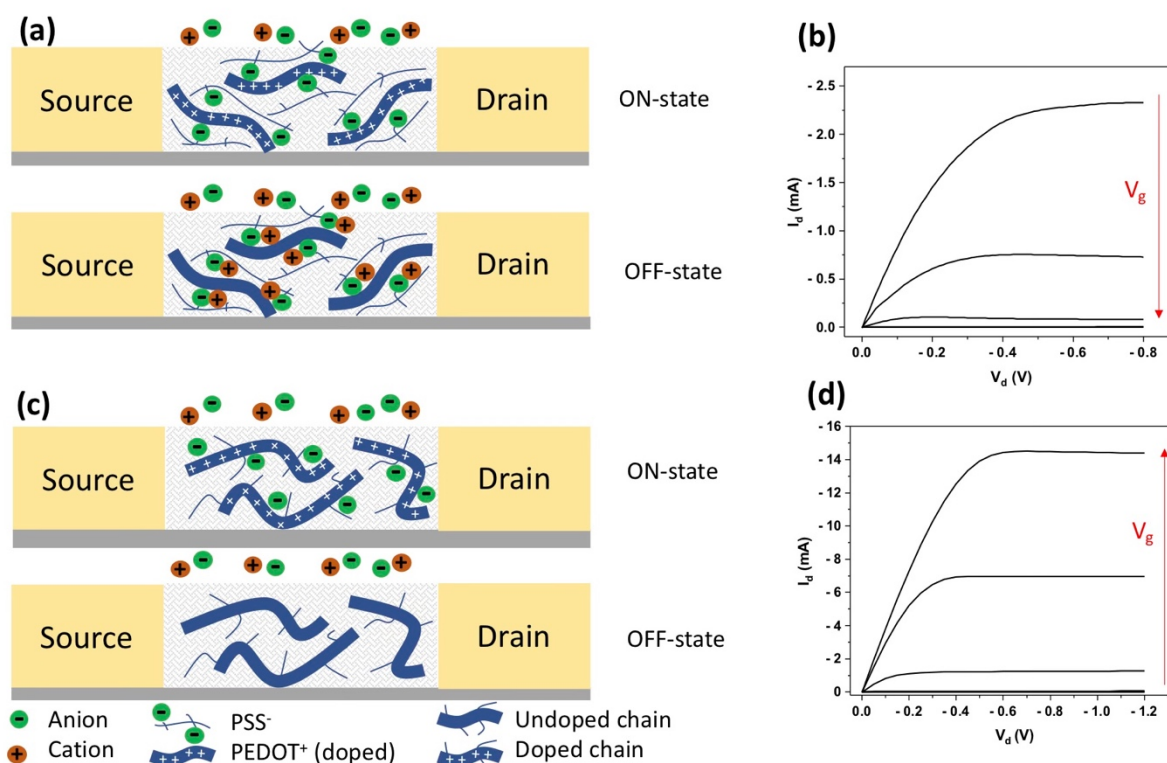 (a)
Source
Drain
ON-state
Source
Drain
OFF-state
(b)
- 2.5
- 2.0
- 1.5
-1.0
- 0.5
0.0
I_d (mA)
0.0 - 0.2 - 0.4 - 0.6 - 0.8
V_d (V)
V_g
(c)
Source
Drain
ON-state
Source
Drain
OFF-state
(d)
- 16
- 14
- 12
- 10
- 8
- 6
- 4
- 2
0
I_d (mA)
0.0 - 0.2 - 0.4 - 0.6 - 0.8 - 1.0 - 1.2
V_d (V)
V_g
- Anion
+ Cation
PSS⁻
PEDOT⁺ (doped)
Undoped chain
Doped chain